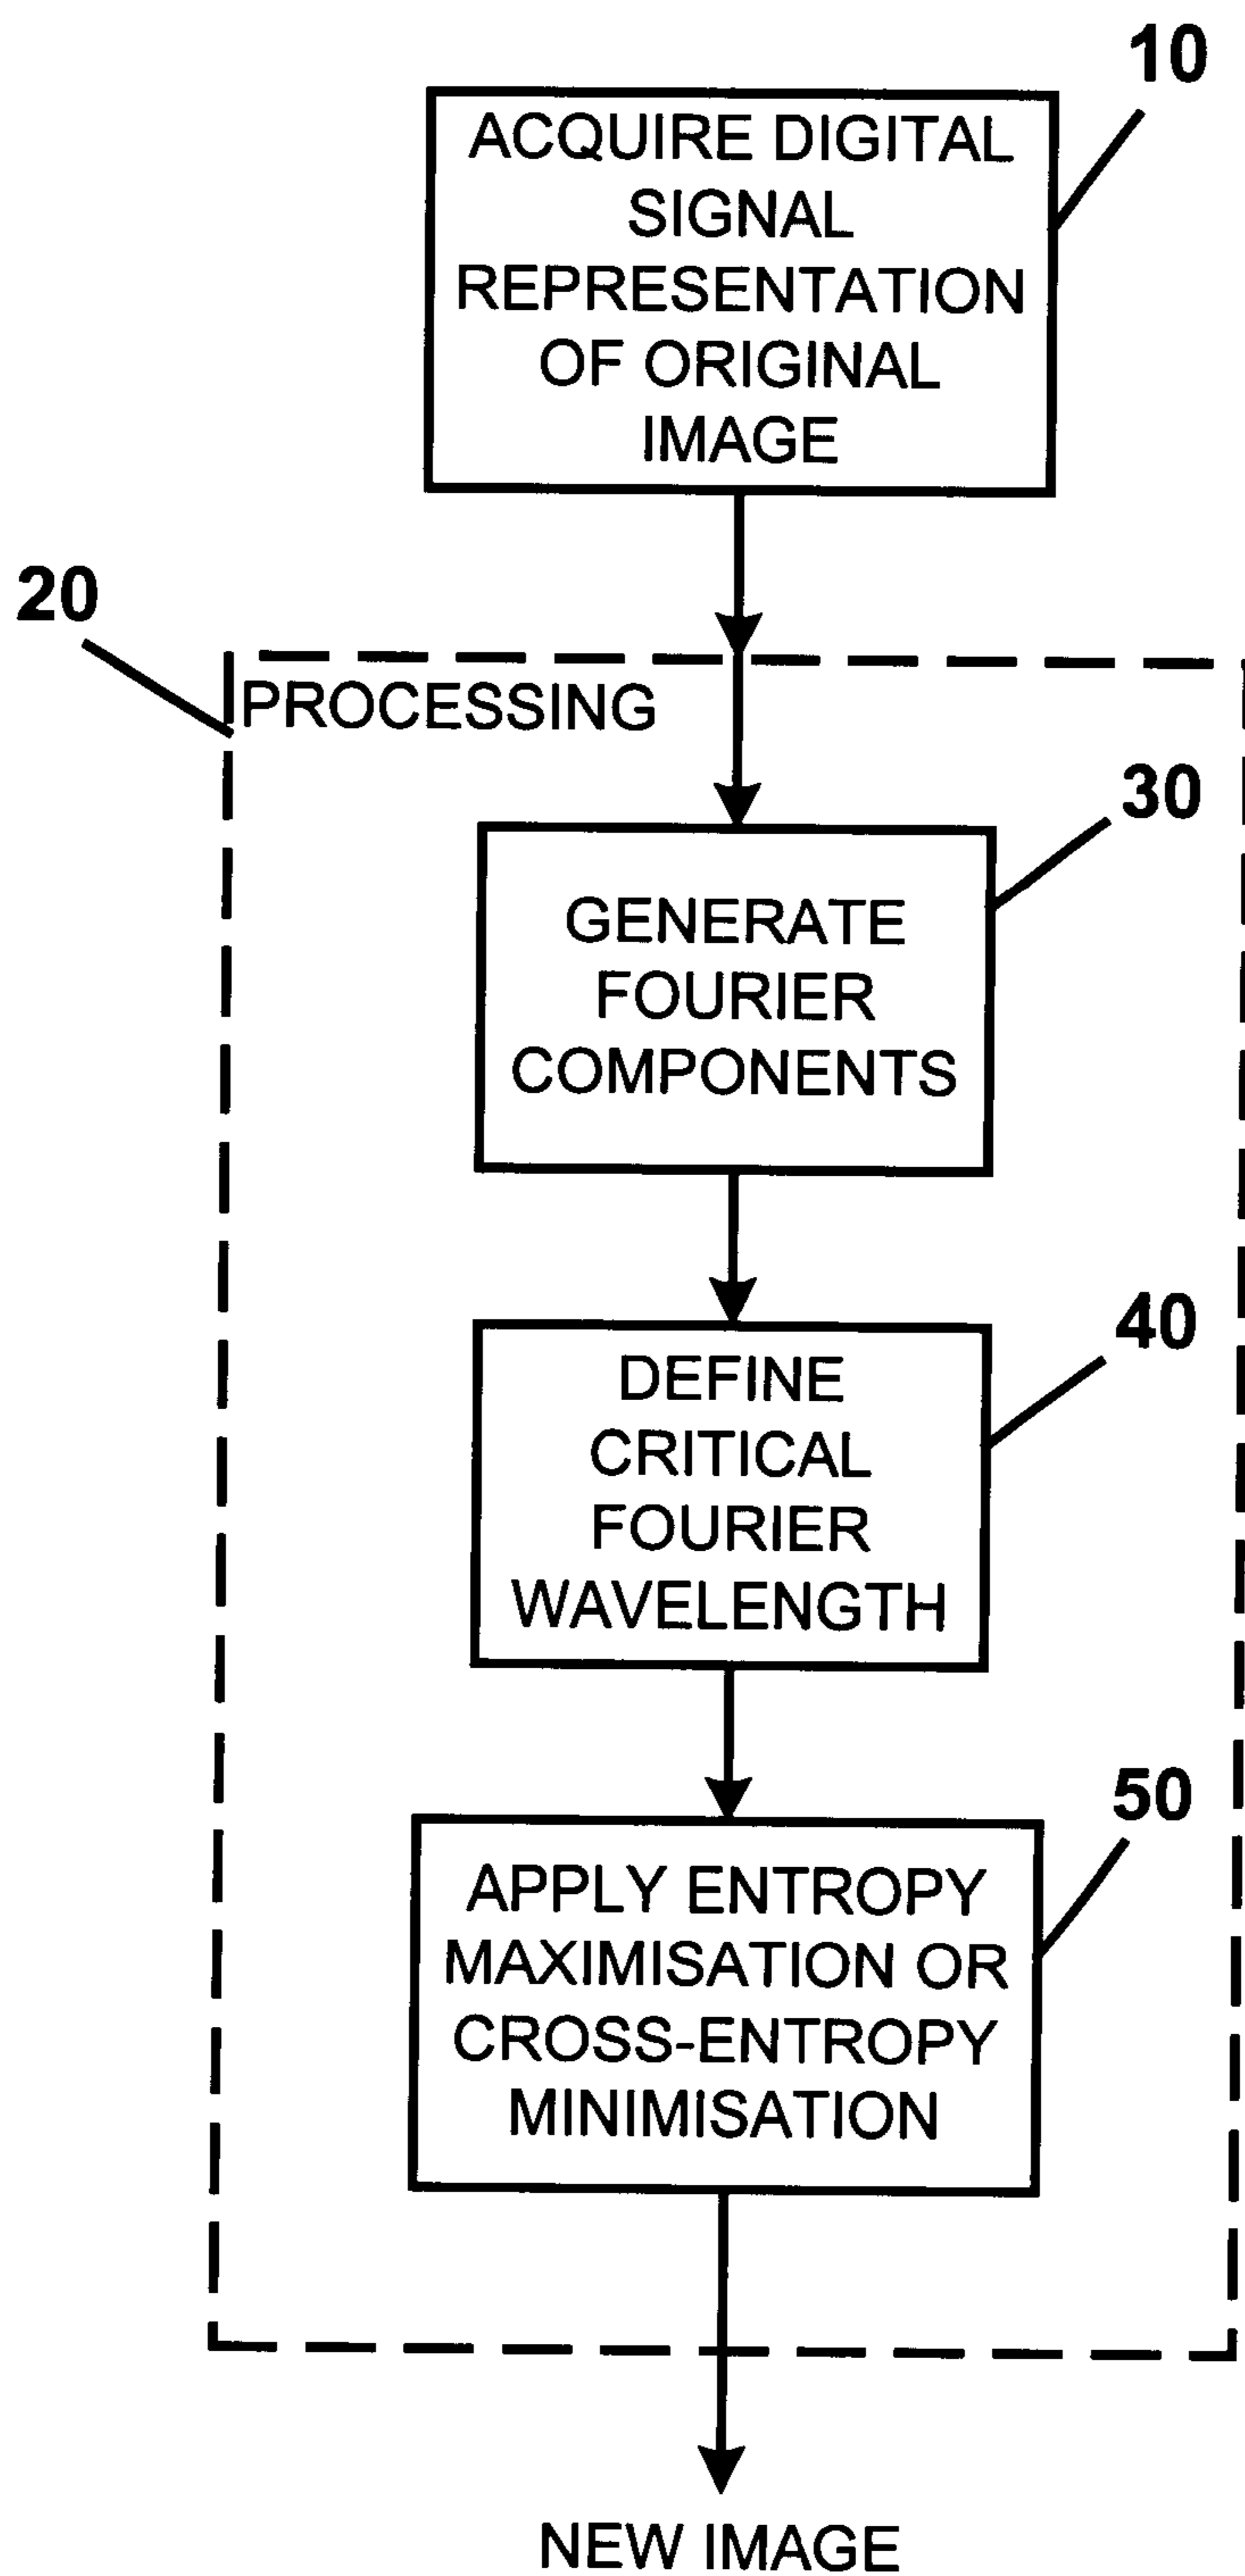 10
ACQUIRE DIGITAL
SIGNAL
REPRESENTATION
OF ORIGINAL
IMAGE
20
PROCESSING
30
GENERATE
FOURIER
COMPONENTS
40
DEFINE
CRITICAL
FOURIER
WAVELENGTH
50
APPLY ENTROPY
MAXIMISATION OR
CROSS-ENTROPY
MINIMISATION
NEW IMAGE